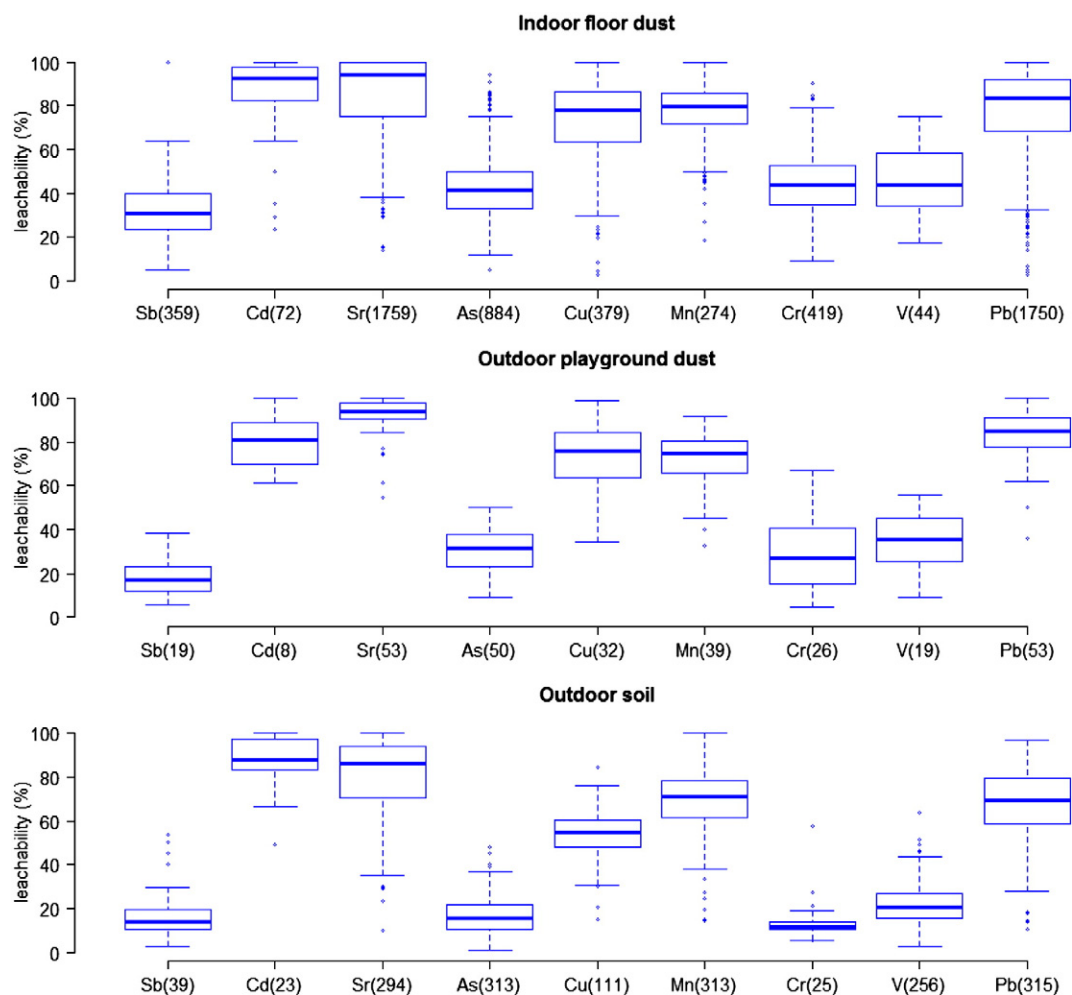 Indoor floor dust
leachability (%)
100
80
60
40
20
0
Sb(359) Cd(72) Sr(1759) As(884) Cu(379) Mn(274) Cr(419) V(44) Pb(1750)
Outdoor playground dust
leachability (%)
100
80
60
40
20
0
Sb(19) Cd(8) Sr(53) As(50) Cu(32) Mn(39) Cr(26) V(19) Pb(53)
Outdoor soil
leachability (%)
100
80
60
40
20
0
Sb(39) Cd(23) Sr(294) As(313) Cu(111) Mn(313) Cr(25) V(256) Pb(315)